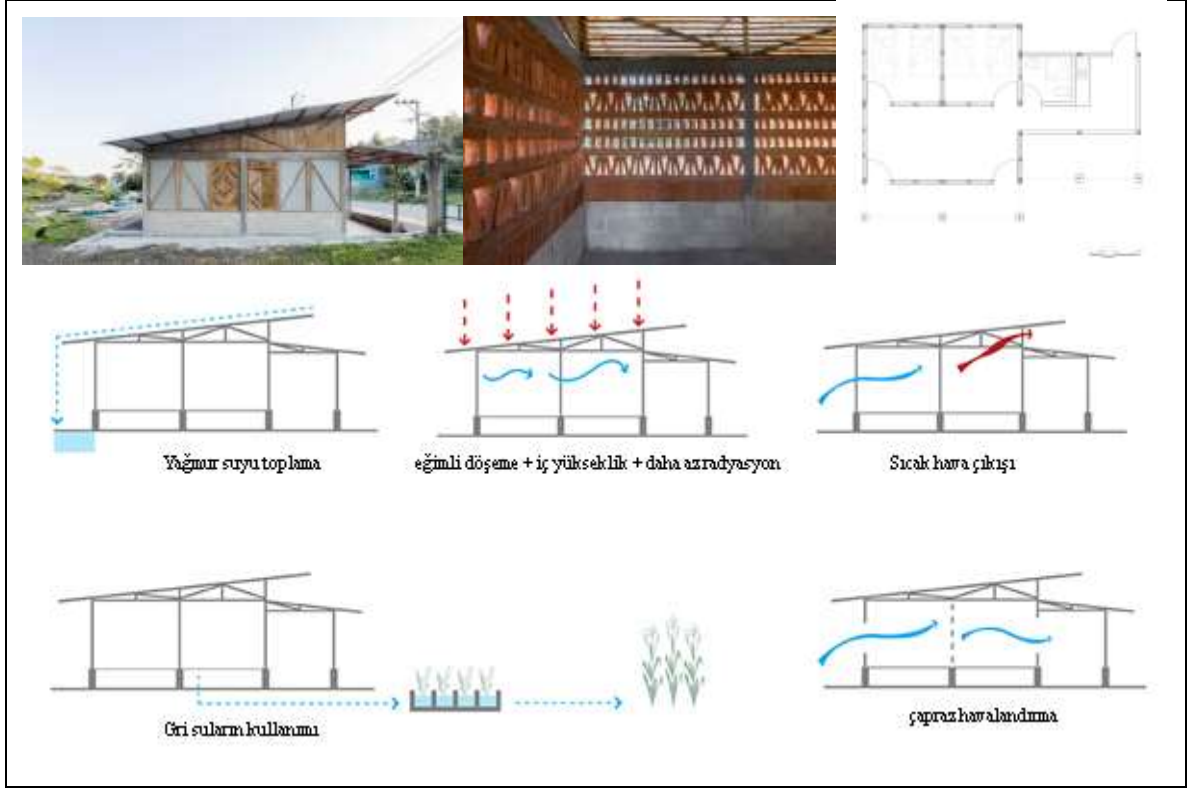 Yağmur suyu toplama
eğimli döşeme + iç yükseklik + daha az radyasyon
Sıcak hava çıkışı
Gri suların kullanımı
çapraz havalandırma